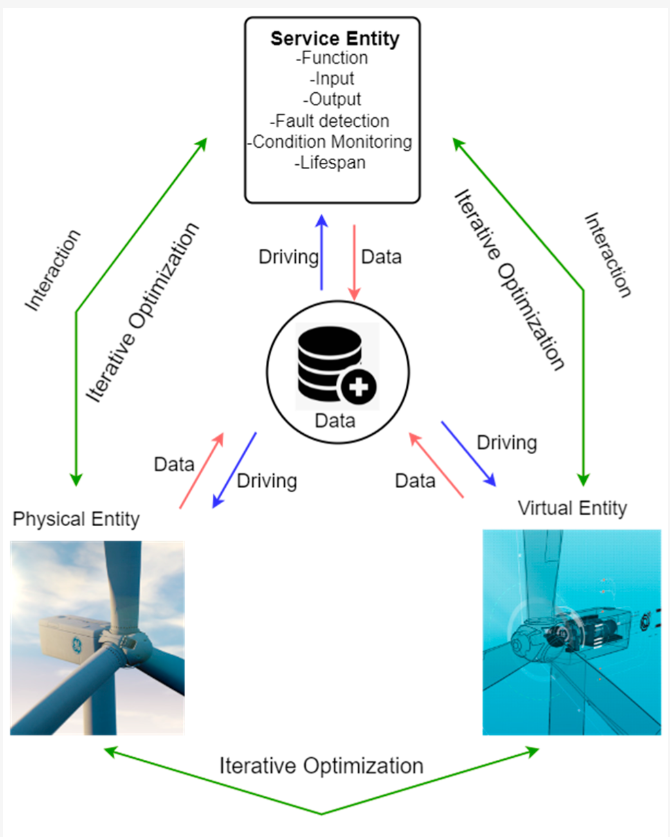 Service Entity
-Function
-Input
-Output
-Fault detection
-Condition Monitoring
-Lifespan
Interaction
Iterative Optimization
Iterative Optimization
Interaction
Driving
Data
Data
Data
Driving
Data
Driving
Physical Entity
Virtual Entity
Iterative Optimization